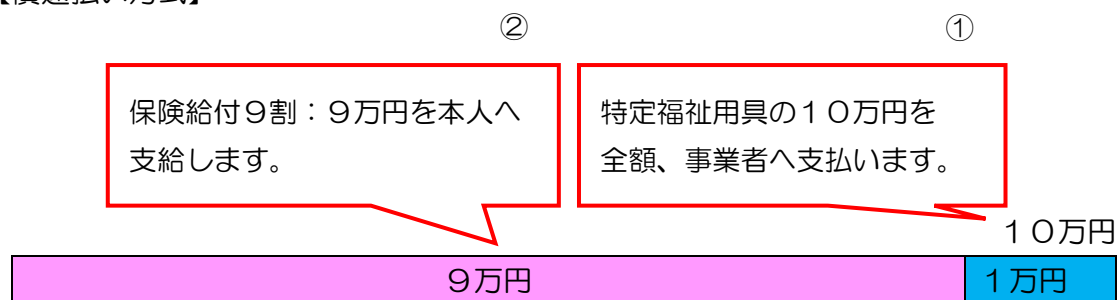 【償還払い方式】
② ①
保険給付９割：９万円を本人へ
支給します。
特定福祉用具の１０万円を
全額、事業者へ支払います。
１０万円
９万円 １万円